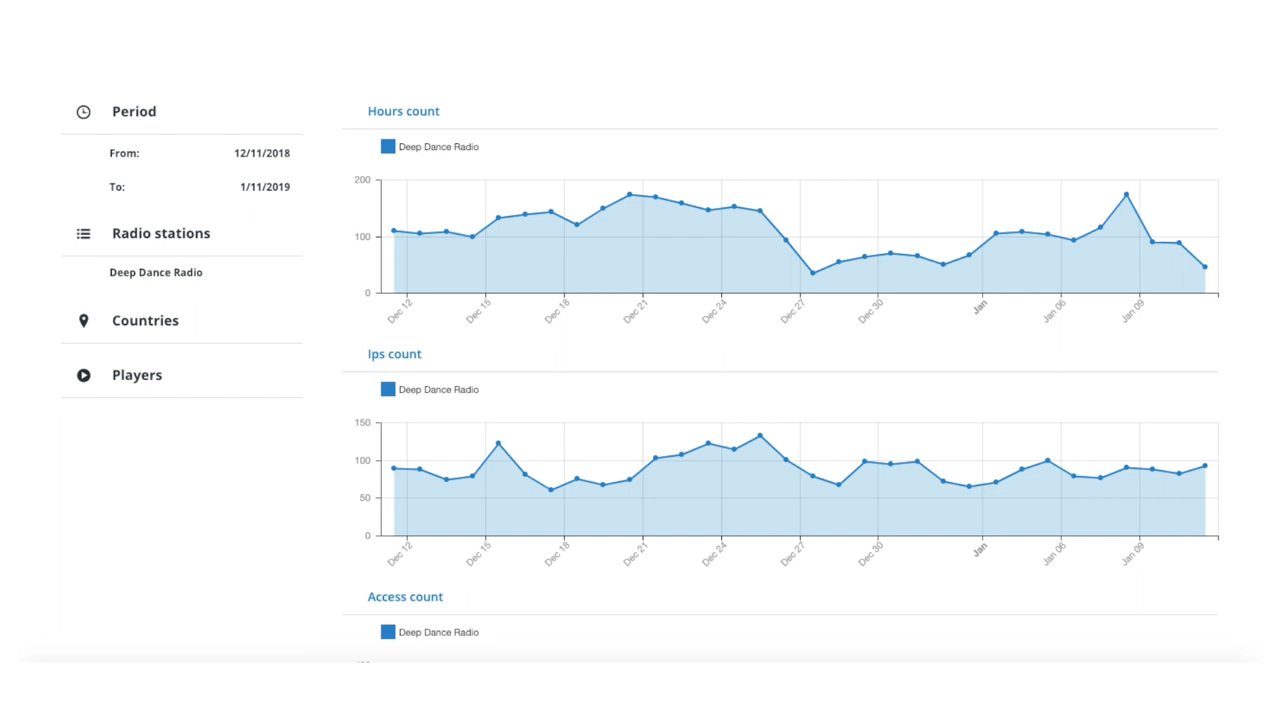 Period
From: 12/11/2018
To: 1/11/2019
Radio stations
Deep Dance Radio
Countries
Players
Hours count
Deep Dance Radio
200
100
0
Dec 12 Dec 15 Dec 18 Dec 21 Dec 24 Dec 27 Dec 30 Jan Jan 06 Jan 09
Ips count
Deep Dance Radio
150
100
50
0
Dec 12 Dec 15 Dec 18 Dec 21 Dec 24 Dec 27 Dec 30 Jan Jan 06 Jan 09
Access count
Deep Dance Radio